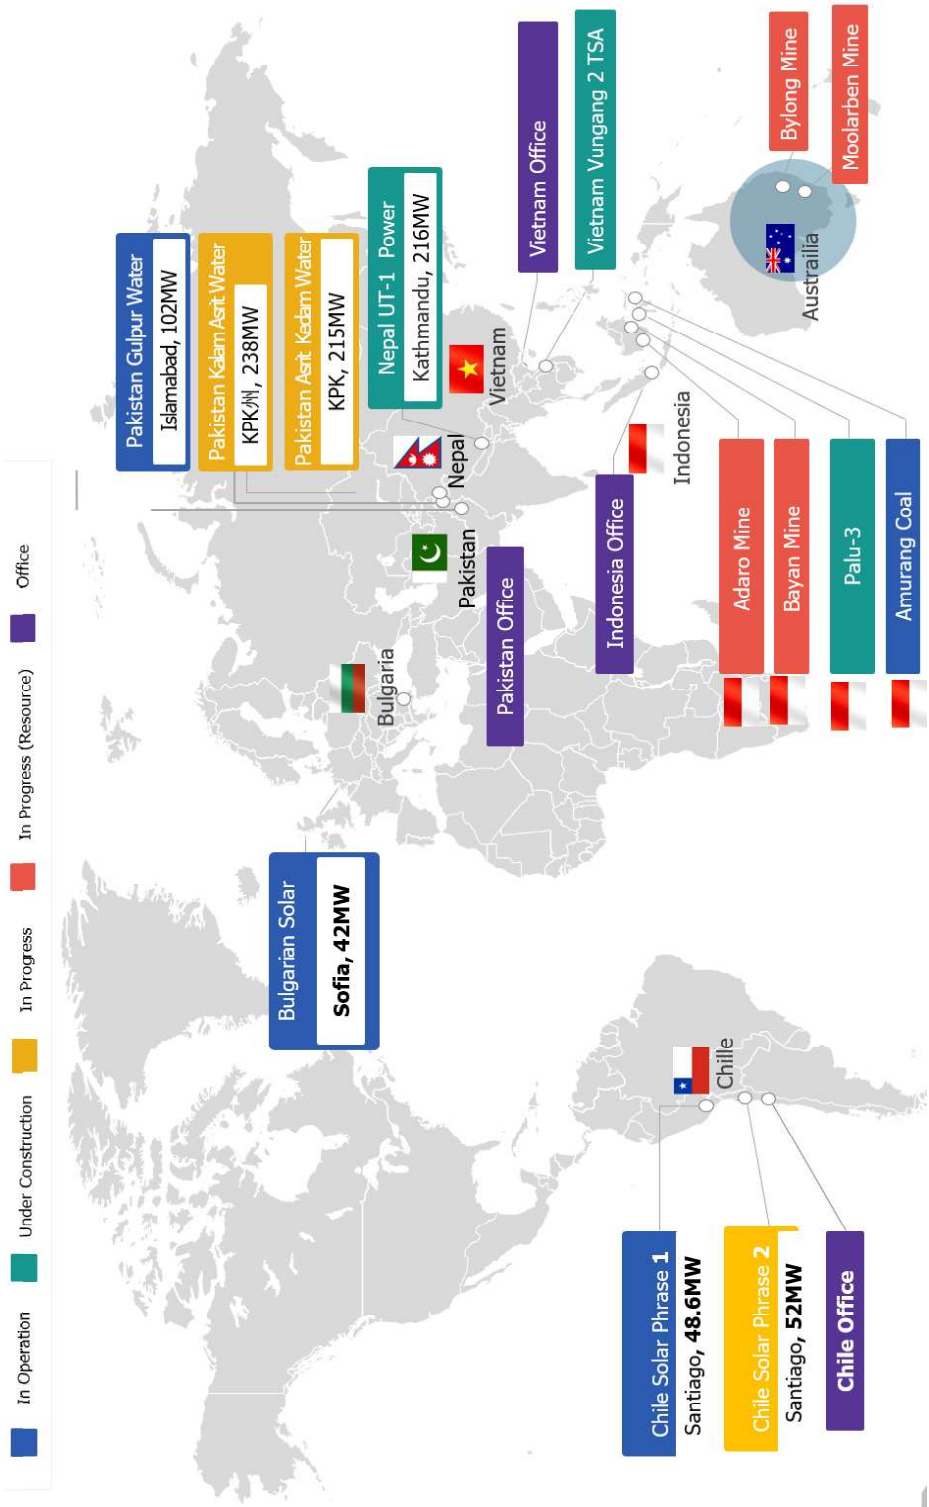 In Operation
Under Construction
In Progress
In Progress (Resource)
Office
Pakistan Gulpur Water
Islamabad, 102MW
Pakistan Kalam Asrit Water
KPK/州, 238MW
Pakistan Asrit Kedam Water
KPK, 215MW
Nepal UT-1 Power
Kathmandu, 216MW
Bulgarian Solar
Sofia, 42MW
Bulgaria
Pakistan
Nepal
Vietnam
Pakistan Office
Vietnam Office
Vietnam Vungang 2 TSA
Indonesia Office
Indonesia
Chille
Chile Solar Phrase 1
Santiago, 48.6MW
Chile Solar Phrase 2
Santiago, 52MW
Chile Office
Adaro Mine
Bayan Mine
Palu-3
Amurang Coal
Austrailia
Bylong Mine
Moolarben Mine